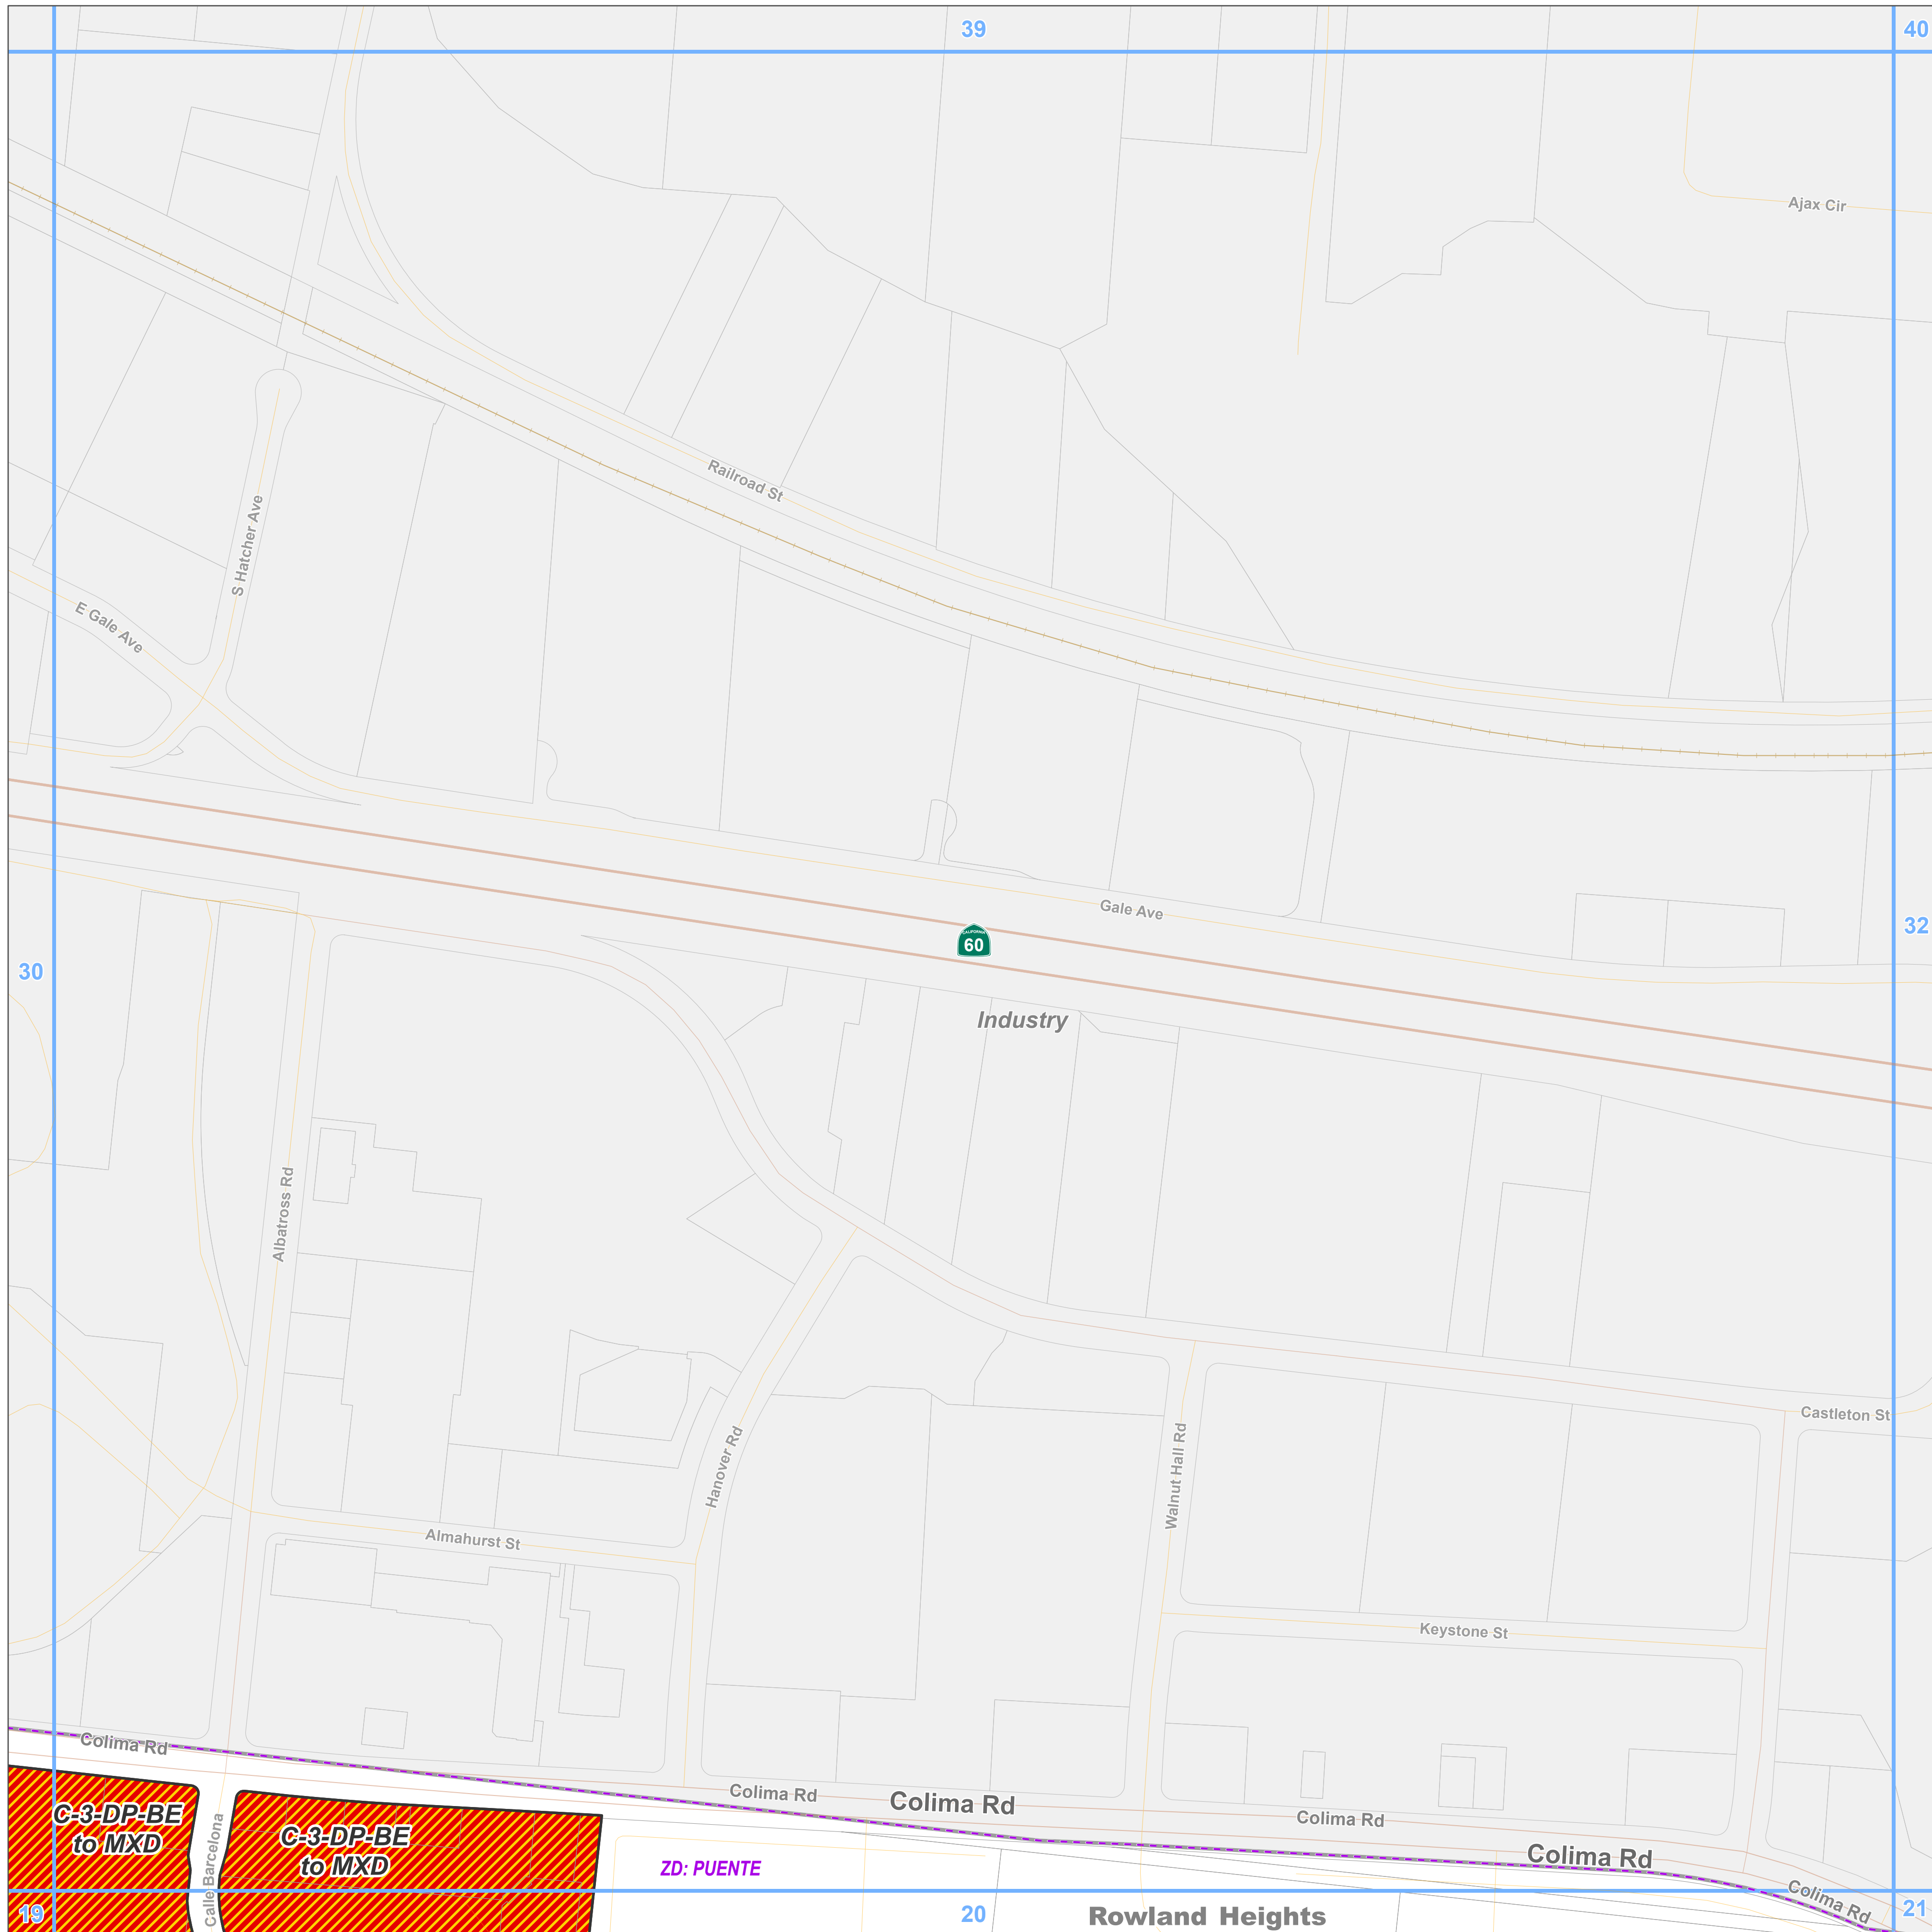 39
40
Ajax Cir
Railroad St
S Hatcher Ave
E Gale Ave
Gale Ave
32
CALIFORNIA
60
30
Industry
Albatross Rd
Castleton St
Hanover Rd
Walnut Hall Rd
Almahurst St
Keystone St
Colima Rd
Colima Rd
Colima Rd
Colima Rd
Colima Rd
Colima Rd
C-3-DP-BE
to MXD
Calle Barcelona
C-3-DP-BE
to MXD
ZD: PUENTE
19
20
Rowland Heights
21